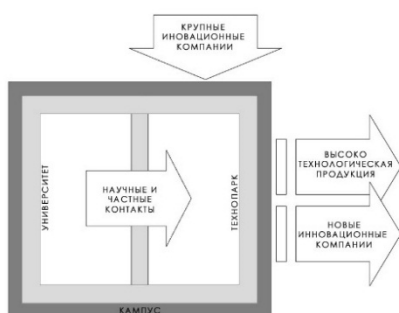 КРУПНЫЕ
ИНОВАЦИОННЫЕ
КОМПАНИИ
УНИВЕРСИТЕТ
НАУЧНЫЕ И
ЧАСТНЫЕ
КОНТАКТЫ
ТЕХНОПАРК
ВЫСОКО
ТЕХНОЛОГИЧЕСКАЯ
ПРОДУКЦИЯ
НОВЫЕ
ИННОВАЦИОННЫЕ
КОМПАНИИ
КАМПУС